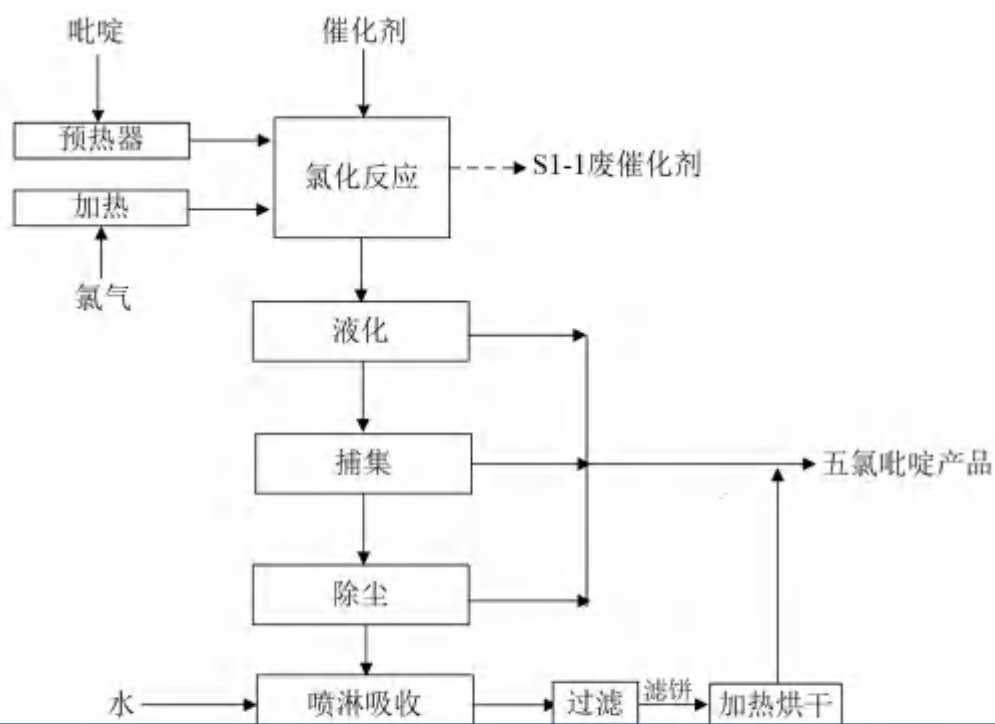 吡啶
催化剂
预热器
氯化反应
S1-1废催化剂
加热
氯气
液化
捕集
五氯吡啶产品
除尘
水
喷淋吸收
过滤
滤饼
加热烘干